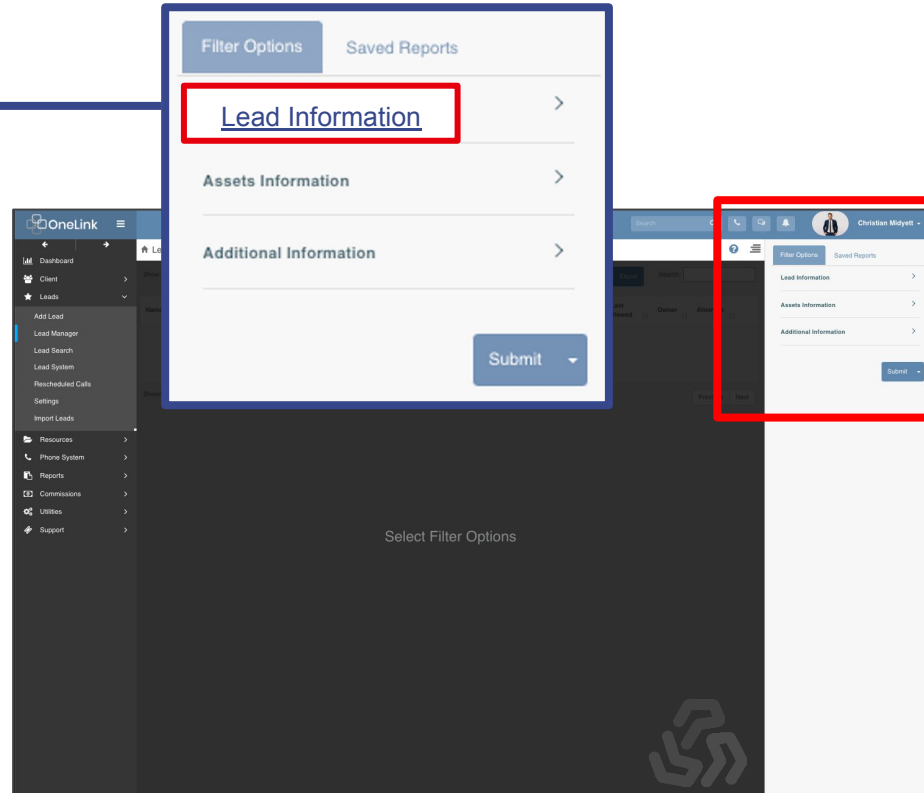 Filter Options
Saved Reports
Lead Information
Assets Information
Additional Information
Submit
OneLink
Search
Christian Midyett
Dashboard
Client
Leads
Add Lead
Lead Manager
Lead Search
Lead System
Rescheduled Calls
Settings
Import Leads
Resources
Phone System
Reports
Commissions
Utilities
Support
Export
Owner
Next
Filter Options
Saved Reports
Lead Information
Assets Information
Additional Information
Submit
Select Filter Options